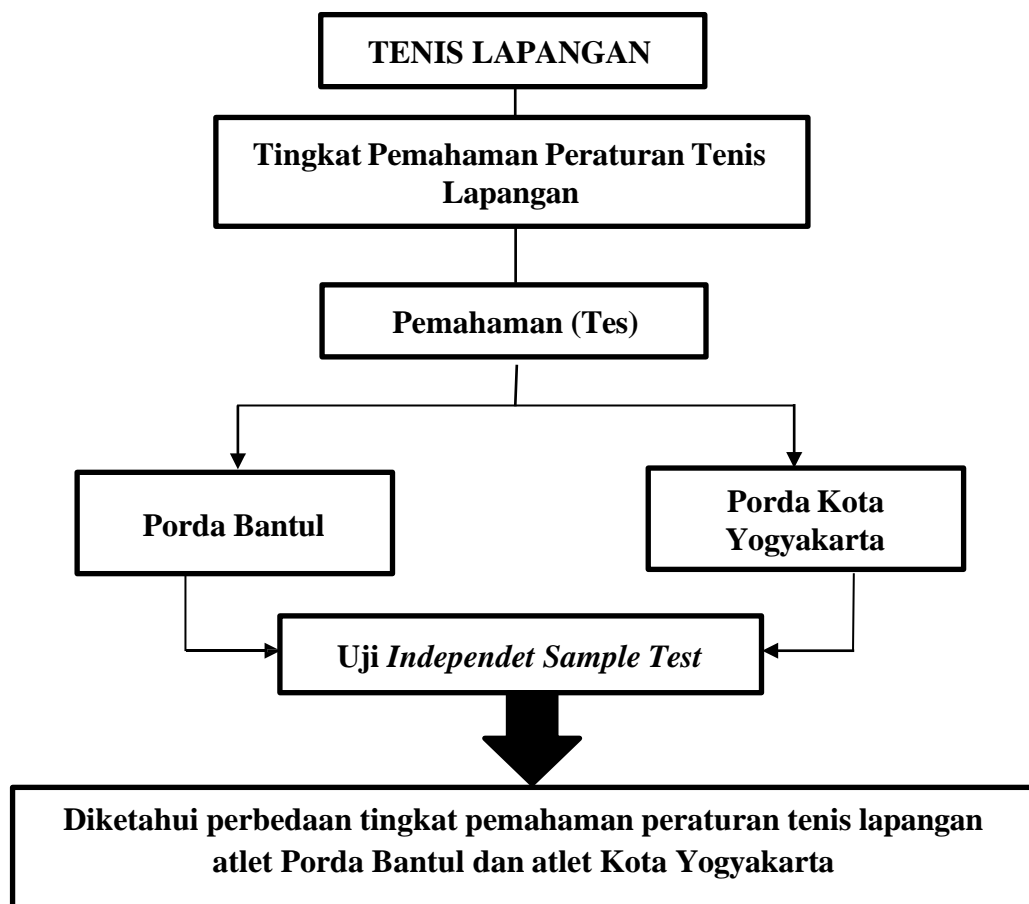 TENIS LAPANGAN
Tingkat Pemahaman Peraturan Tenis
Lapangan
Pemahaman (Tes)
Porda Bantul
Porda Kota
Yogyakarta
Uji Independet Sample Test
Diketahui perbedaan tingkat pemahaman peraturan tenis lapangan
atlet Porda Bantul dan atlet Kota Yogyakarta